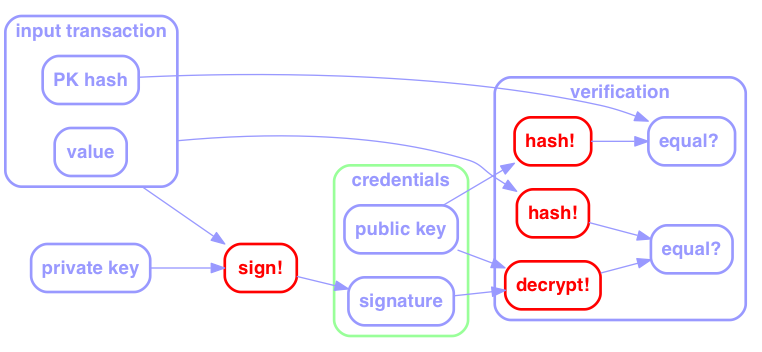 input transaction
PK hash
value
private key
sign!
credentials
public key
signature
verification
hash!
equal?
hash!
equal?
decrypt!